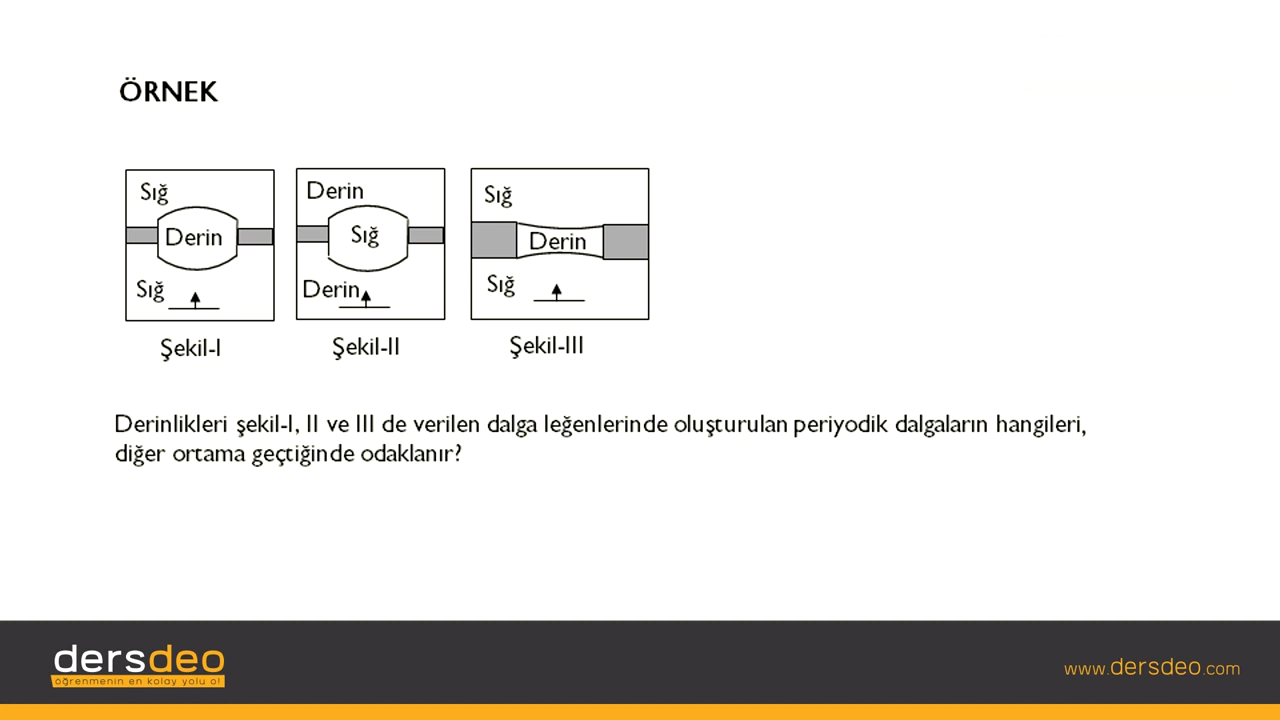 ÖRNEK
Sığ
Derin
Sığ
Derin
Sığ
Derin
Sığ
Derin
Sığ
Şekil-I
Şekil-II
Şekil-III
Derinlikleri şekil-I, II ve III de verilen dalga leğenlerinde oluşturulan periyodik dalgaların hangileri,
diğer ortama geçtiğinde odaklanır?
dersdeo
öğrenmenin en kolay yolu o!
www.dersdeo.com